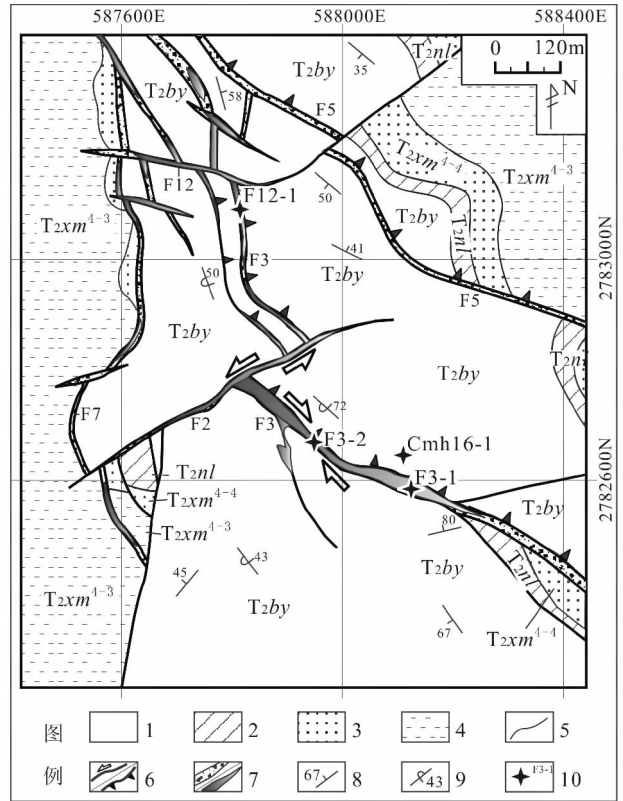 587600E 588000E 588400E
0 120m
N
T₂nl
35
T₂by
T₂by
58
F5
T₂xm⁴⁻⁴
T₂xm⁴⁻³
F12
F12-1
50
T₂by
T₂nl
T₂xm⁴⁻³
F3
41
T₂by
2783000N
50
F5
T₂by
T₂by
T₂n
72
F7
F2
F3
F3-2
Cmh16-1
T₂nl
F3-1
2782600N
T₂xm⁴⁻⁴
T₂by
T₂xm⁴⁻³
80
T₂nl
43
T₂by
45
T₂xm⁴⁻³
T₂by
67
T₂xm⁴⁻⁴
图 1 2 3 4 5
例 6 67 7 8 43 9 F3-1 10